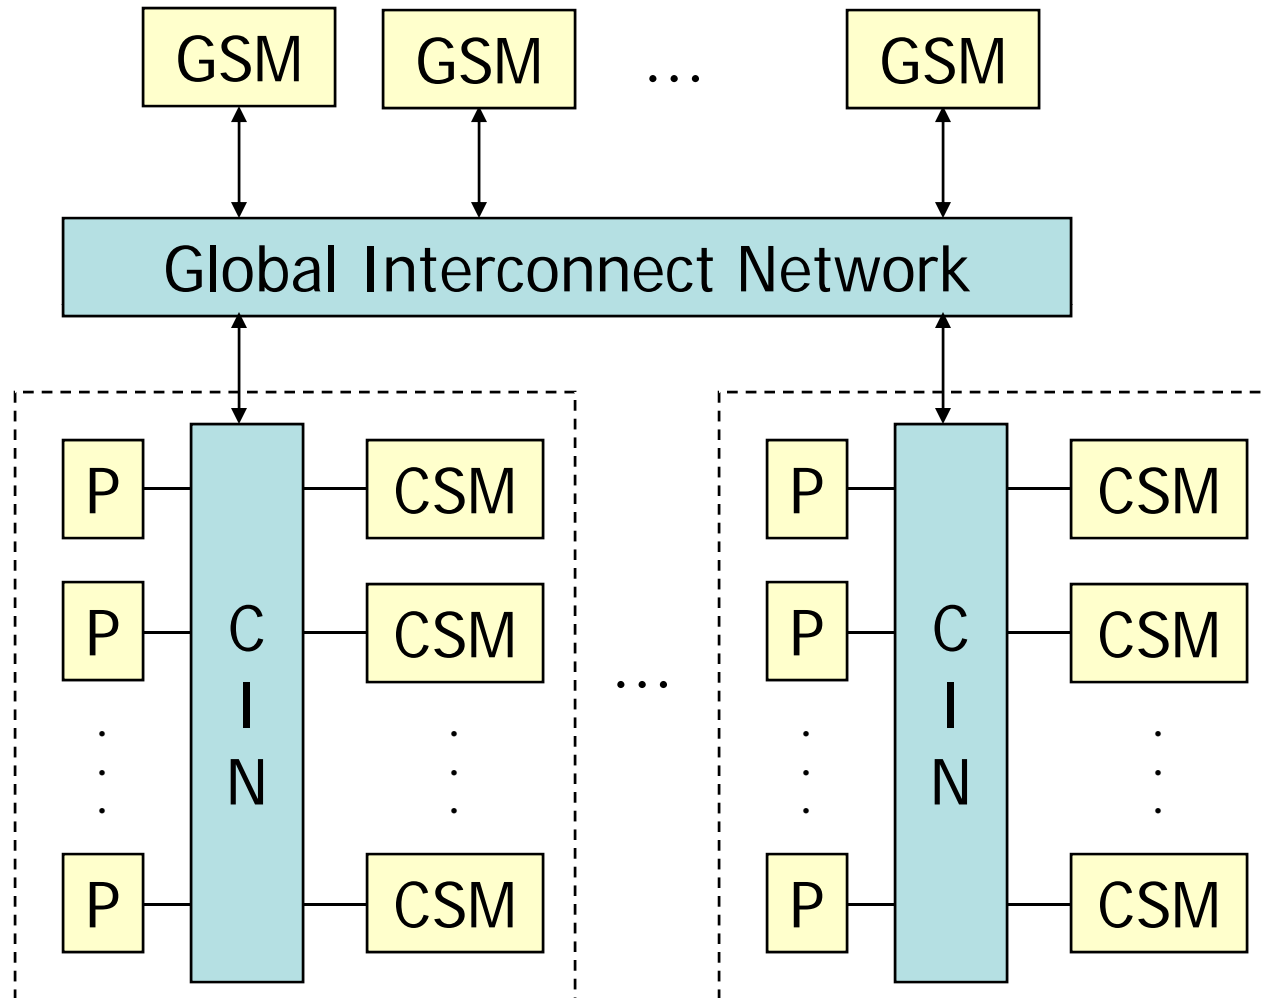 GSM GSM ... GSM
Global Interconnect Network
P CSM P CSM
P CSM P CSM
...
C
I
N
C
I
N
P CSM P CSM